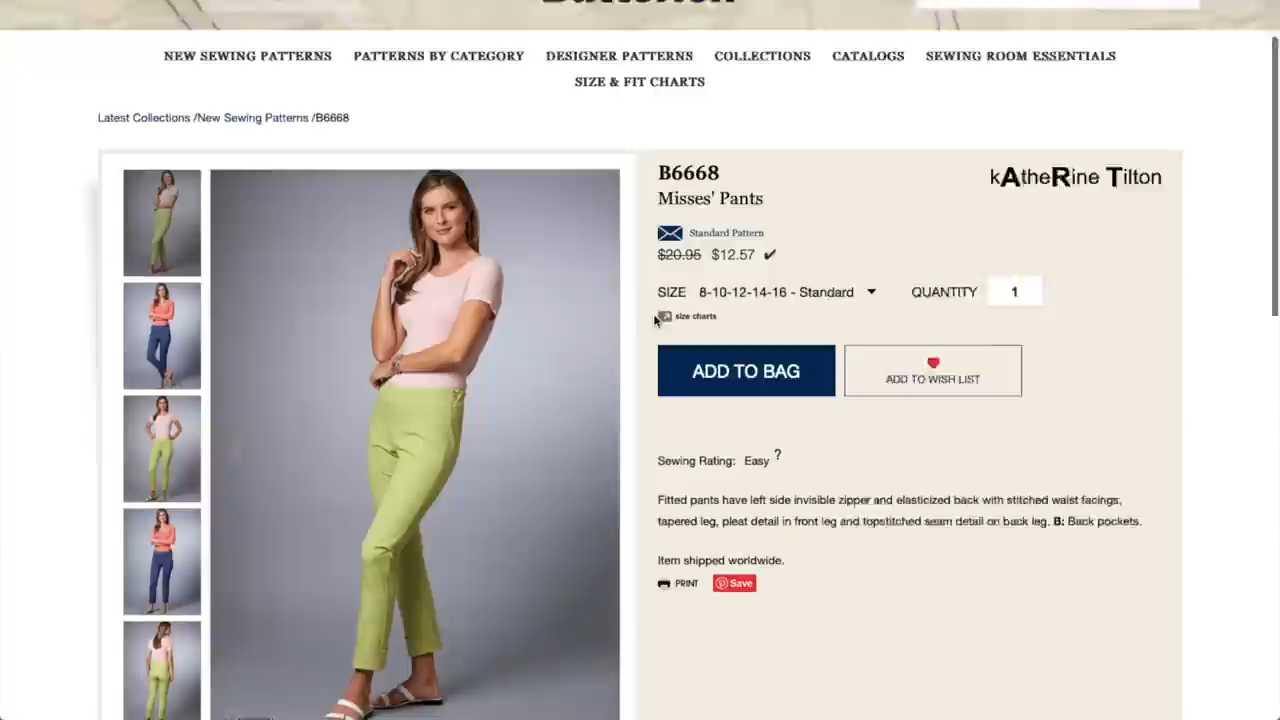 NEW SEWING PATTERNS PATTERNS BY CATEGORY DESIGNER PATTERNS COLLECTIONS CATALOGS SEWING ROOM ESSENTIALS
SIZE & FIT CHARTS
Latest Collections /New Sewing Patterns /B6668
B6668
kAtheRine Tilton
Misses' Pants
Standard Pattern
$20.95 $12.57 ✔
SIZE 8-10-12-14-16 - Standard QUANTITY 1
size charts
ADD TO BAG
ADD TO WISH LIST
Sewing Rating: Easy ?
Fitted pants have left side invisible zipper and elasticized back with stitched waist facings,
tapered leg, pleat detail in front leg and topstitched seam detail on back leg. B: Back pockets.
Item shipped worldwide.
PRINT Save